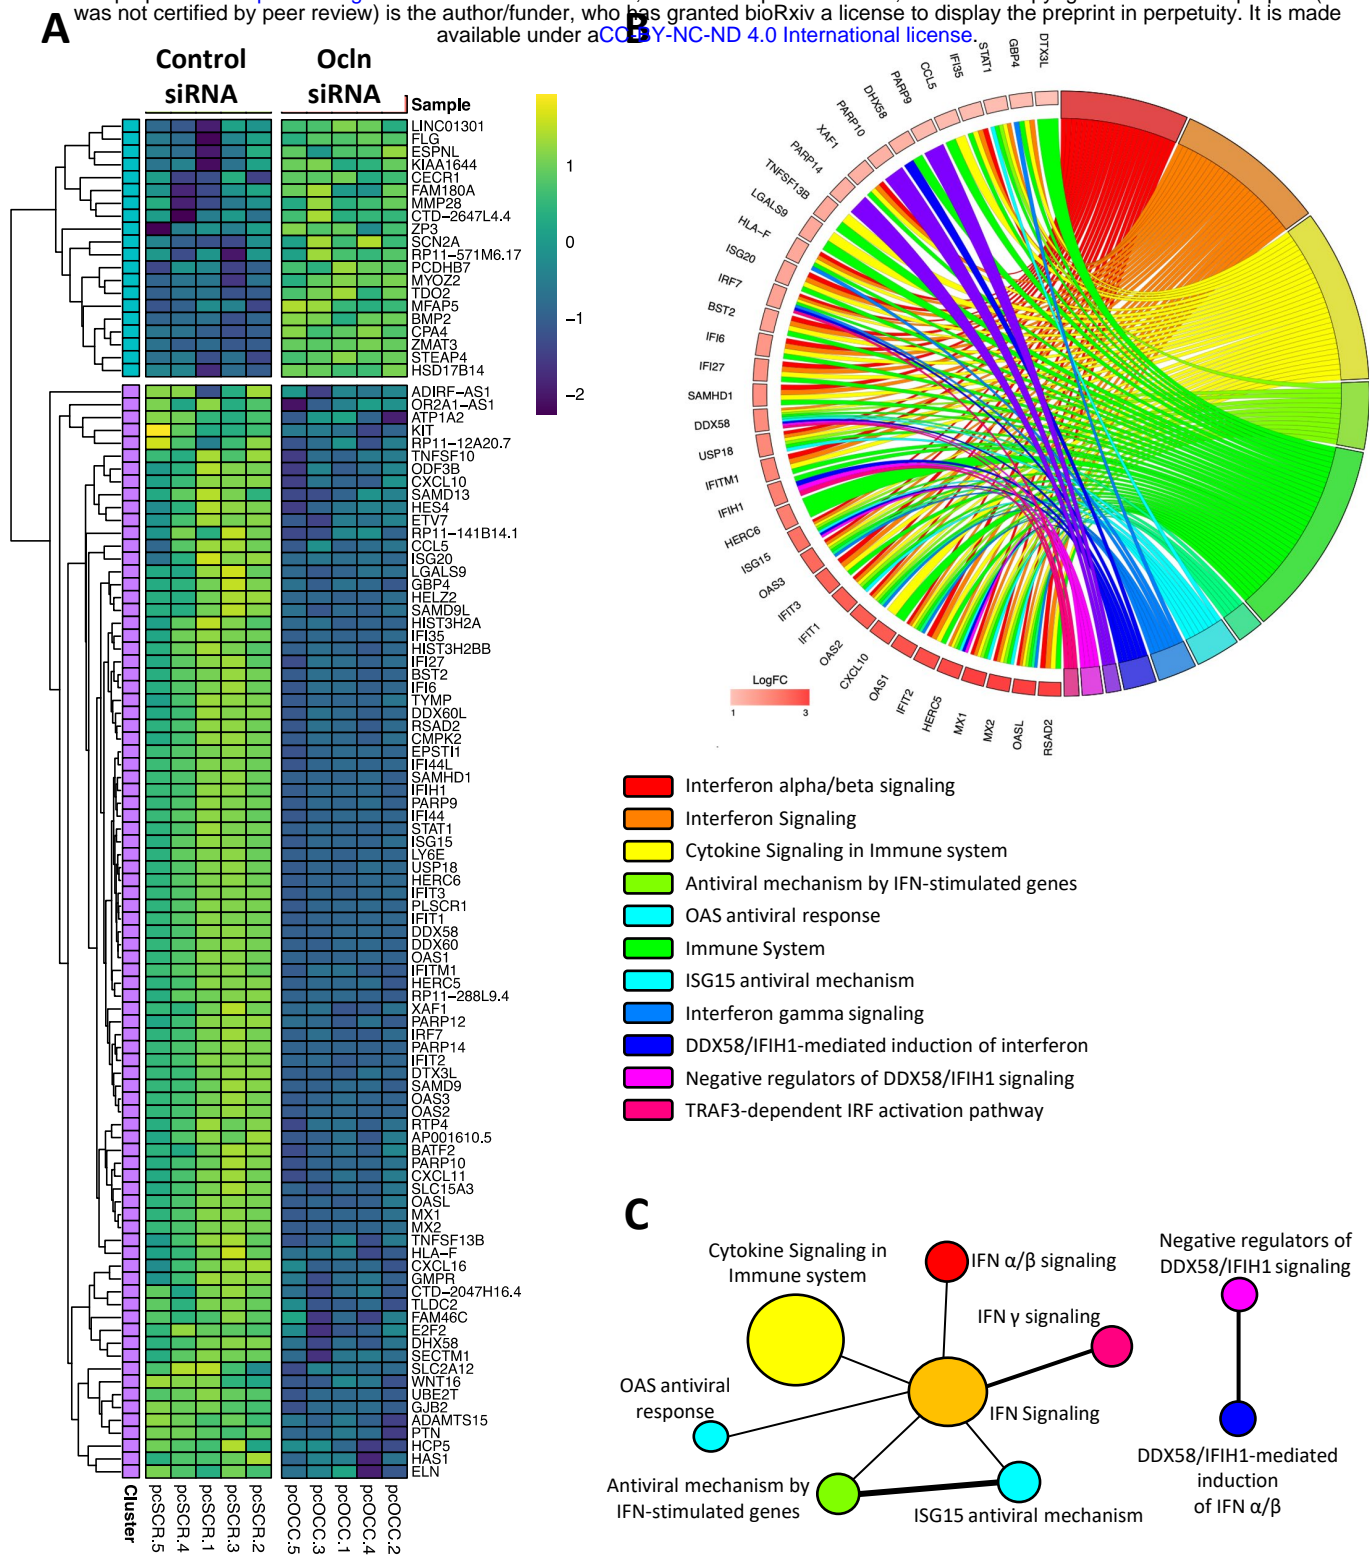 was not certified by peer review) is the author/funder, who has granted bioRxiv a license to display the preprint in perpetuity. It is made
available under aCC-BY-NC-ND 4.0 International license.
A
Control
siRNA
Ocln
siRNA
Sample
LINC01301
FLG
ESPNL
KIAA1644
CECR1
FAM180A
MMP28
CTD-2647L4.4
ZP3
SCN2A
RP11-571M6.17
PCDHB7
MYOZ2
TDO2
MFAP5
BMP2
CPA4
ZMAT3
STEAP4
HSD17B14
ADIRF-AS1
OR2A1-AS1
ATP1A2
KIT
RP11-12A20.7
TNFSF10
ODF3B
CXCL10
SAMD13
HES4
ETV7
RP11-141B14.1
CCL5
ISG20
LGALS9
GBP4
HELZ2
SAMD9L
HIST3H2A
IFI35
HIST3H2BB
IFI27
BST2
IFI6
TYMP
DDX60L
RSAD2
CMPK2
EPSTI1
IFI44L
SAMHD1
IFIH1
PARP9
IFI44
STAT1
ISG15
LY6E
USP18
HERC6
IFIT3
PLSCR1
IFIT1
DDX58
DDX60
OAS1
IFITM1
HERC5
RP11-288L9.4
XAF1
PARP12
IRF7
PARP14
IFIT2
DTX3L
SAMD9
OAS3
OAS2
RTP4
AP001610.5
BATF2
PARP10
CXCL11
SLC15A3
OASL
MX1
MX2
TNFSF13B
HLA-F
CXCL16
GMPR
CTD-2047H16.4
TLDC2
FAM46C
E2F2
DHX58
SECTM1
SLC2A12
WNT16
UBE2T
GJB2
ADAMTS15
PTN
HCP5
HAS1
ELN
Cluster
pcSCR.5
pcSCR.4
pcSCR.1
pcSCR.3
pcSCR.2
pcOCC.5
pcOCC.3
pcOCC.1
pcOCC.4
pcOCC.2
1
0
-1
-2
B
DTX3L
GBP4
STAT1
IFI35
CCL5
PARP9
DHX58
PARP10
XAF1
PARP14
TNFSF13B
LGALS9
HLA-F
ISG20
IRF7
BST2
IFI6
IFI27
SAMHD1
DDX58
USP18
IFITM1
IFIH1
HERC6
ISG15
OAS3
IFIT3
IFIT1
OAS2
CXCL10
OAS1
IFIT2
HERC5
MX1
MX2
OASL
RSAD2
LogFC
1 3
Interferon alpha/beta signaling
Interferon Signaling
Cytokine Signaling in Immune system
Antiviral mechanism by IFN-stimulated genes
OAS antiviral response
Immune System
ISG15 antiviral mechanism
Interferon gamma signaling
DDX58/IFIH1-mediated induction of interferon
Negative regulators of DDX58/IFIH1 signaling
TRAF3-dependent IRF activation pathway
C
Cytokine Signaling in
Immune system
IFN α/β signaling
IFN γ signaling
OAS antiviral
response
IFN Signaling
Antiviral mechanism by
IFN-stimulated genes
ISG15 antiviral mechanism
Negative regulators of
DDX58/IFIH1 signaling
DDX58/IFIH1-mediated
induction
of IFN α/β